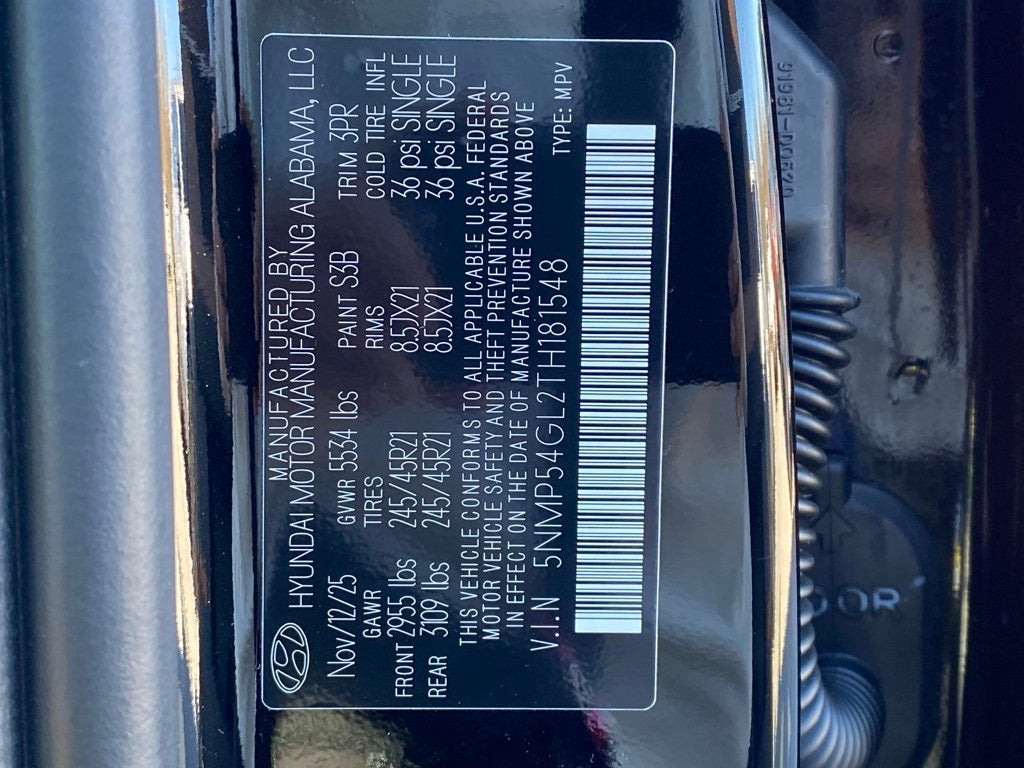 MANUFACTURED BY
HYUNDAI MOTOR MANUFACTURING ALABAMA, LLC
Nov/12/25 GVWR 5534 lbs PAINT S3B TRIM 3PR
GAWR TIRES RIMS COLD TIRE INFL
FRONT 2955 lbs 245/45R21 8.5JX21 36 psi SINGLE
REAR 3109 lbs 245/45R21 8.5JX21 36 psi SINGLE
THIS VEHICLE CONFORMS TO ALL APPLICABLE U.S.A. FEDERAL
MOTOR VEHICLE SAFETY AND THEFT PREVENTION STANDARDS
IN EFFECT ON THE DATE OF MANUFACTURE SHOWN ABOVE
V.I.N 5NMP54GL2TH181548 TYPE: MPV
91981-D0520
DOOR